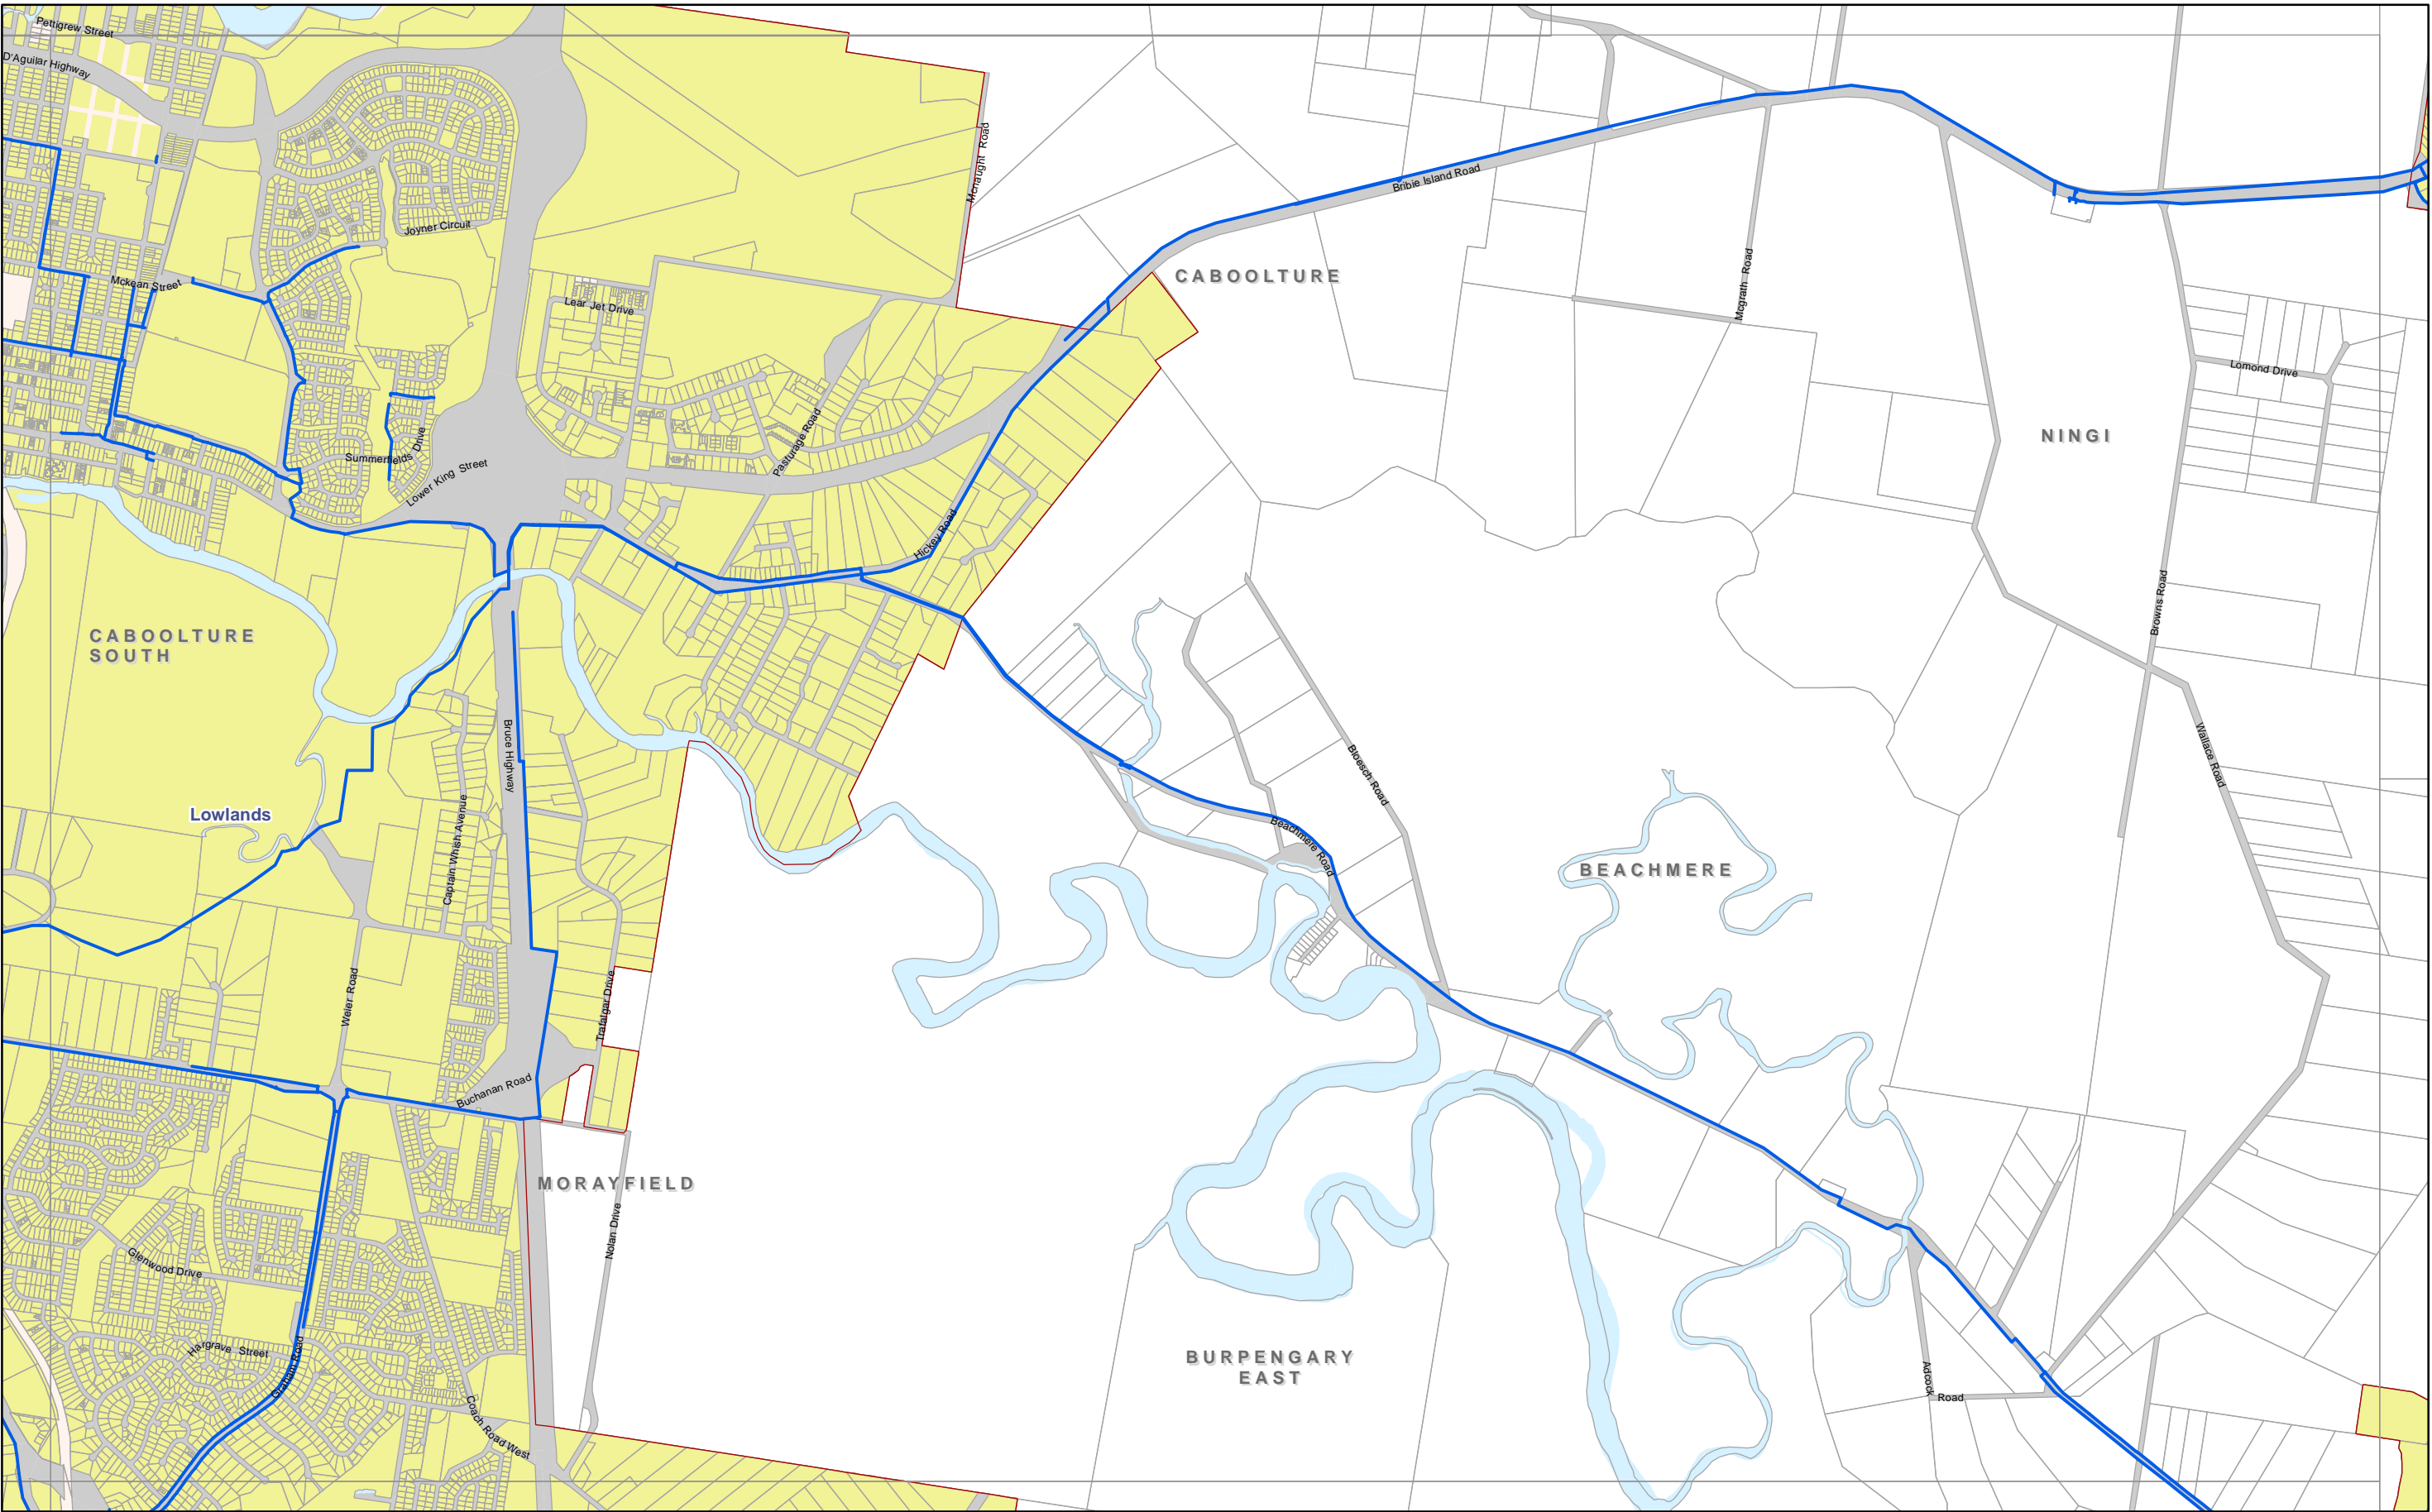 Pettigrew Street
D'Aguilar Highway
Mcnaught Road
Bribie Island Road
Joyner Circuit
Mckean Street
CABOOLTURE
Mcgrath Road
Lear Jet Drive
Lomond Drive
NINGI
Pasturage Road
Summerfields Drive
Lower King Street
Hickey Road
Browns Road
CABOOLTURE
SOUTH
Bruce Highway
Wallace Road
Bloesch Road
Lowlands
Beachmere Road
Captain Whish Avenue
BEACHMERE
Weier Road
Trafalgar Drive
Buchanan Road
MORAYFIELD
Nolan Drive
Glenwood Drive
Hargrave Street
Graham Road
BURPENGARY
EAST
Adcock Road
Coach Road West